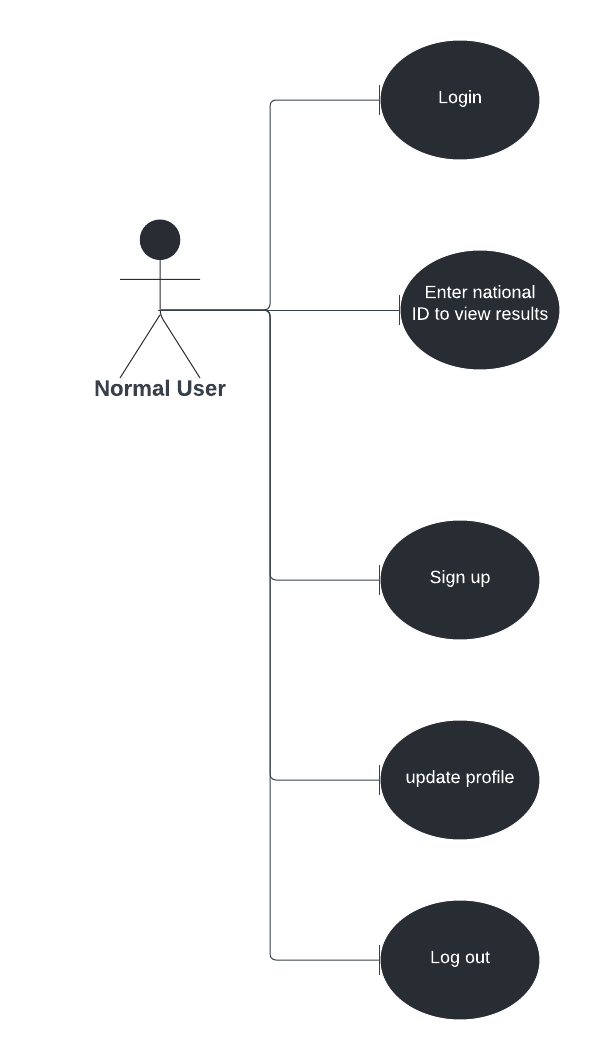 Login
Enter national
ID to view results
Normal User
Sign up
update profile
Log out